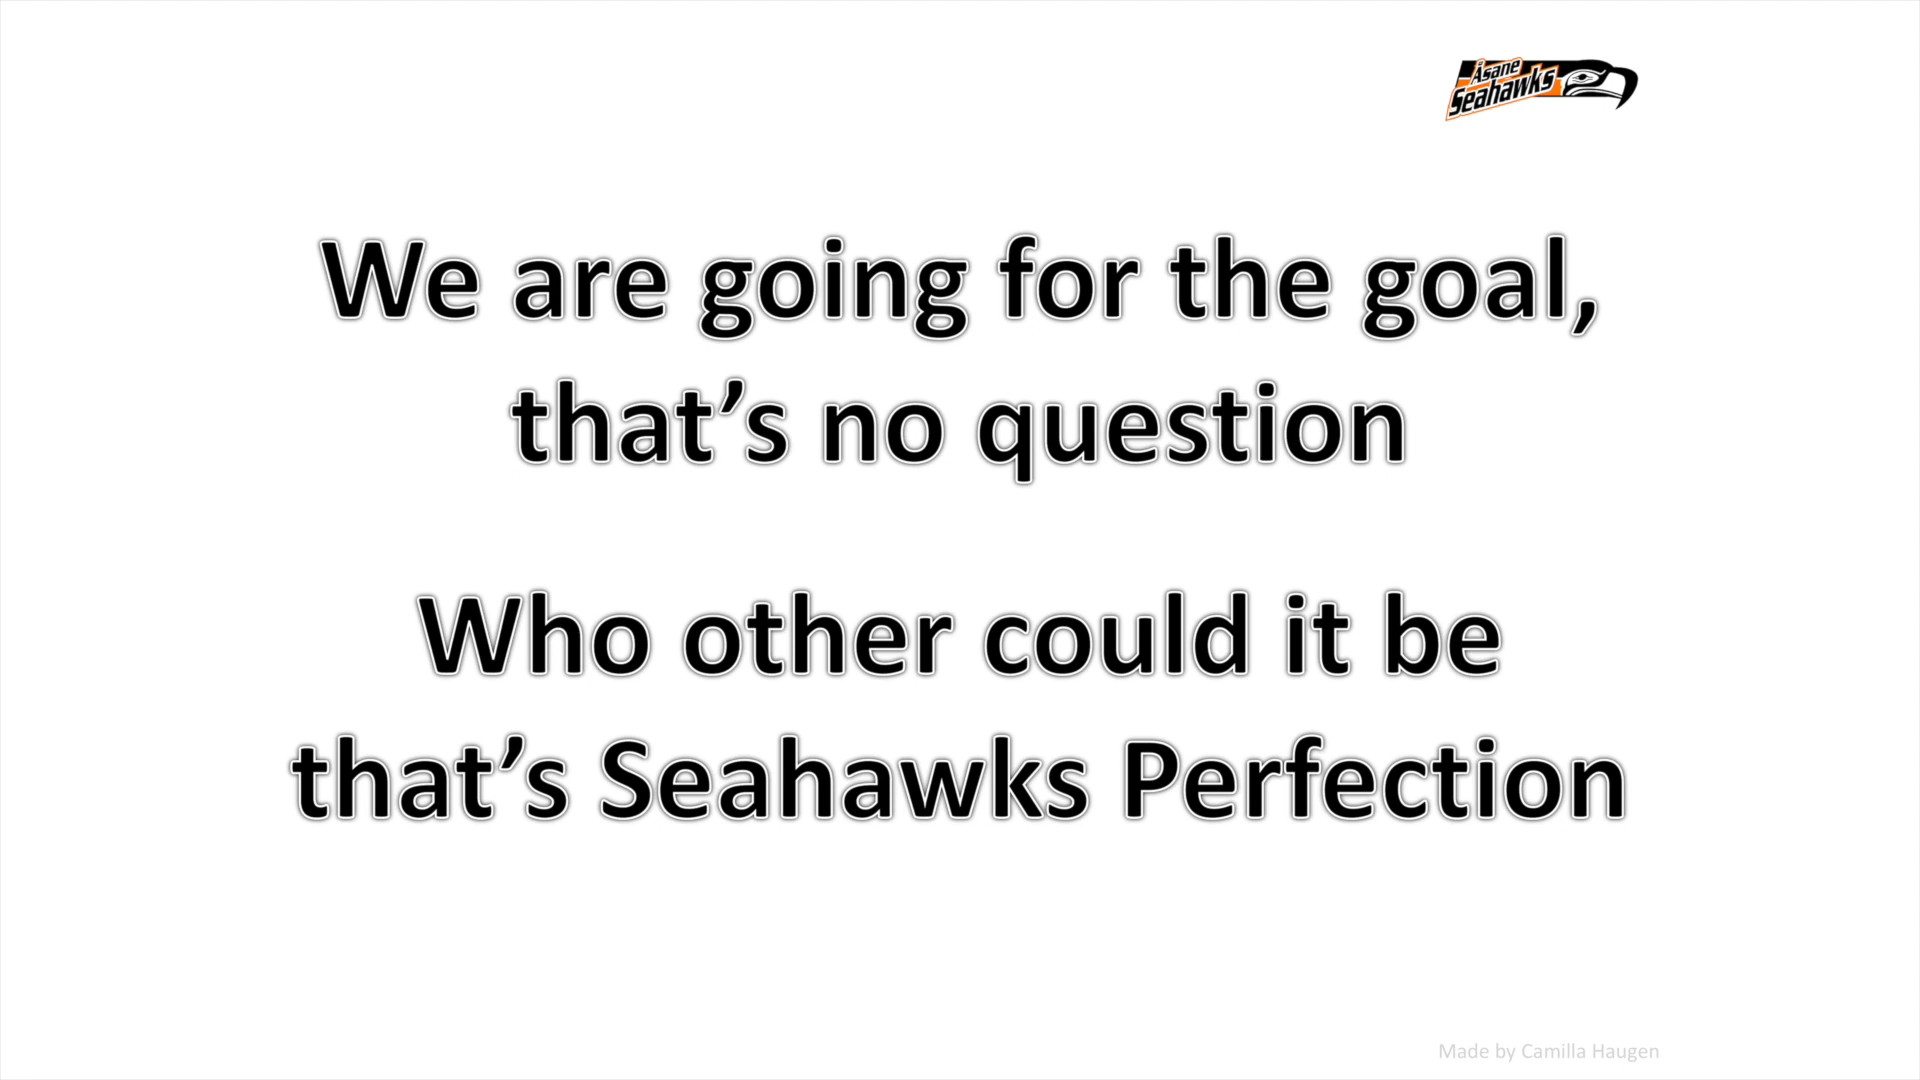 Åsane
Seahawks
We are going for the goal,
that’s no question
Who other could it be
that’s Seahawks Perfection
Made by Camilla Haugen